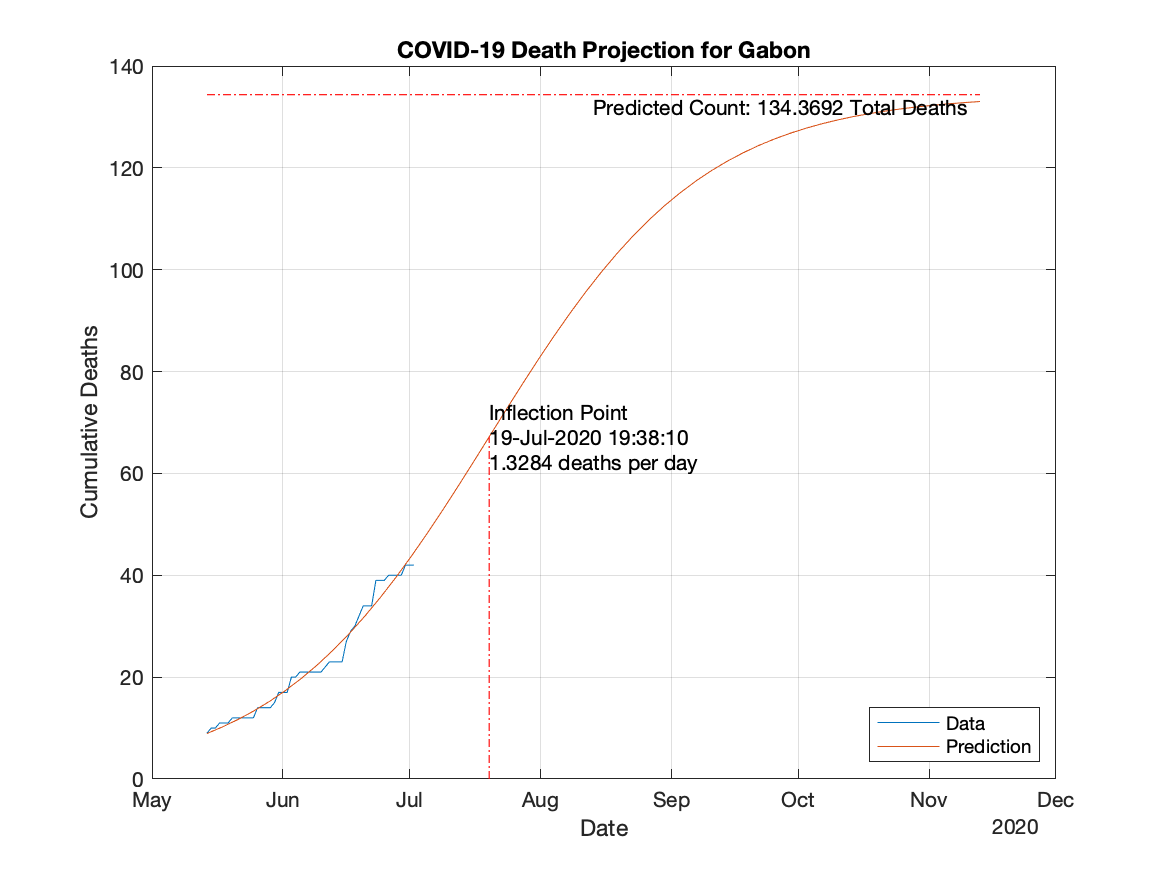 COVID-19 Death Projection for Gabon
140
Predicted Count: 134.3692 Total Deaths
120
100
80
Inflection Point
19-Jul-2020 19:38:10
1.3284 deaths per day
60
40
20
0
Cumulative Deaths
Data
Prediction
May Jun Jul Aug Sep Oct Nov Dec
Date
2020